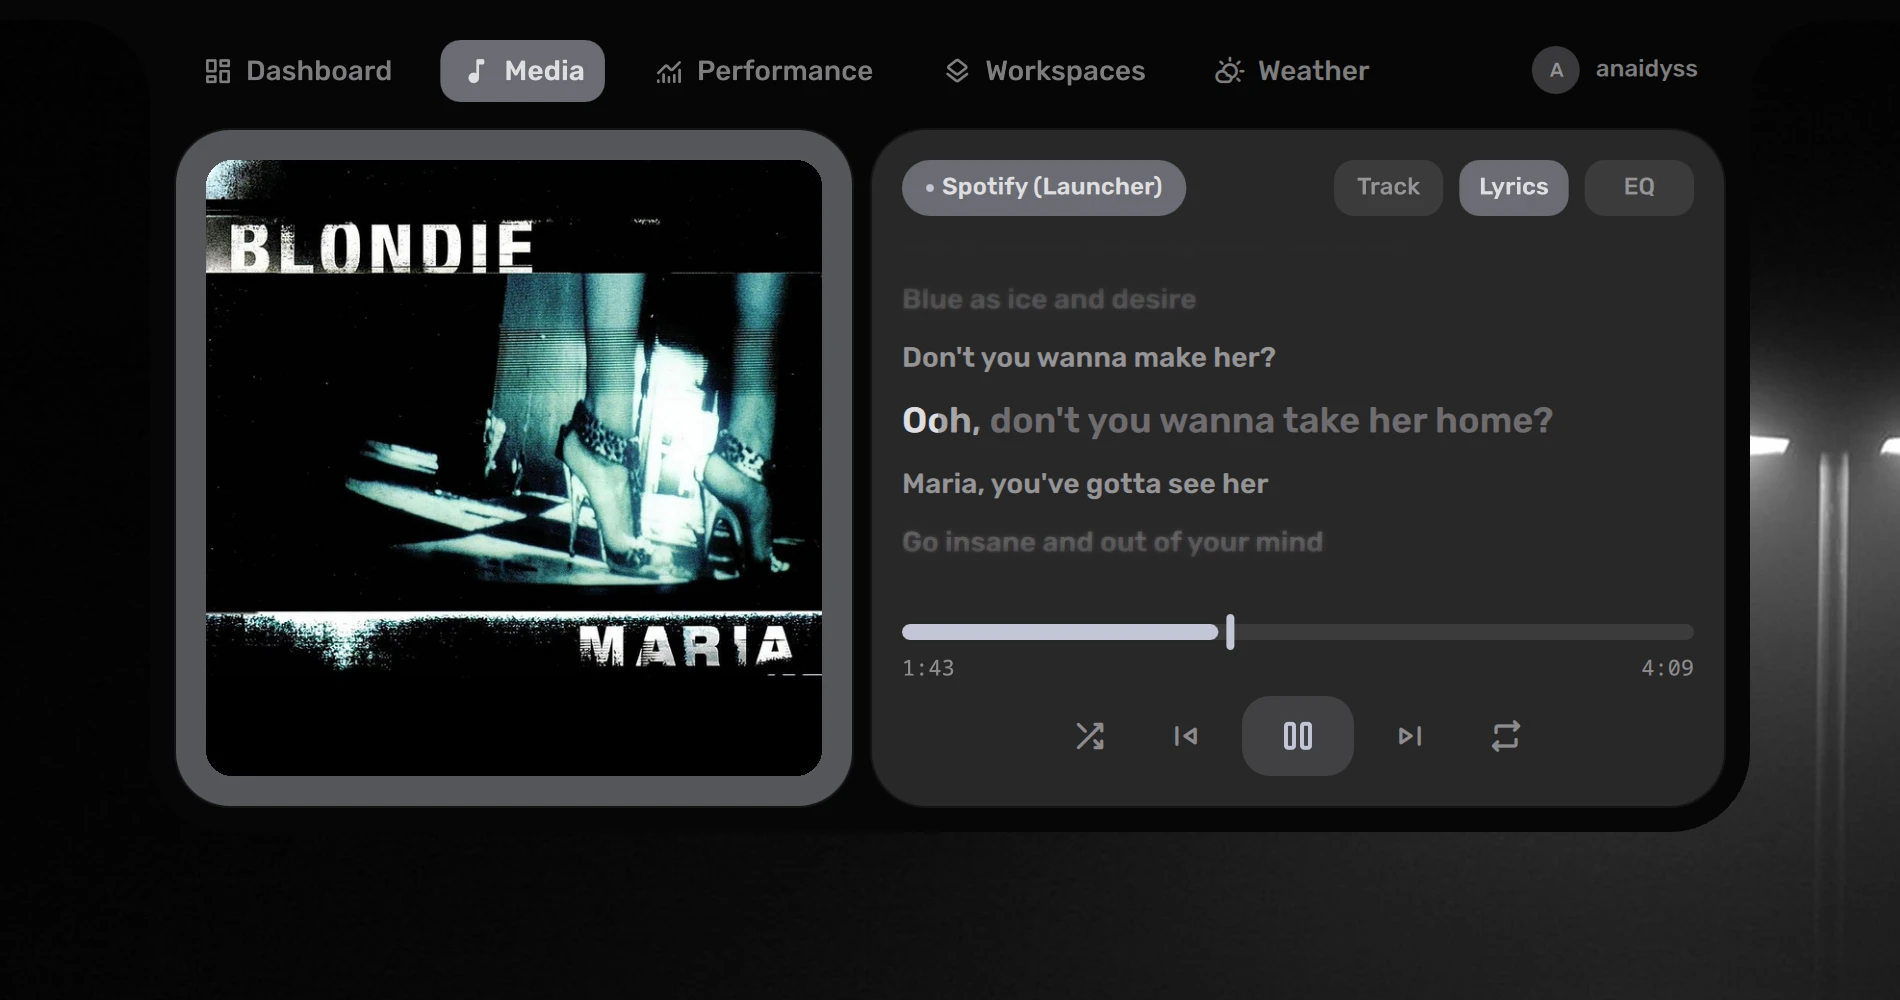 Dashboard
Media
Performance
Workspaces
Weather
A
anaidyss
BLONDIE
MARIA
• Spotify (Launcher)
Track
Lyrics
EQ
Blue as ice and desire
Don't you wanna make her?
Ooh, don't you wanna take her home?
Maria, you've gotta see her
Go insane and out of your mind
1:43
4:09